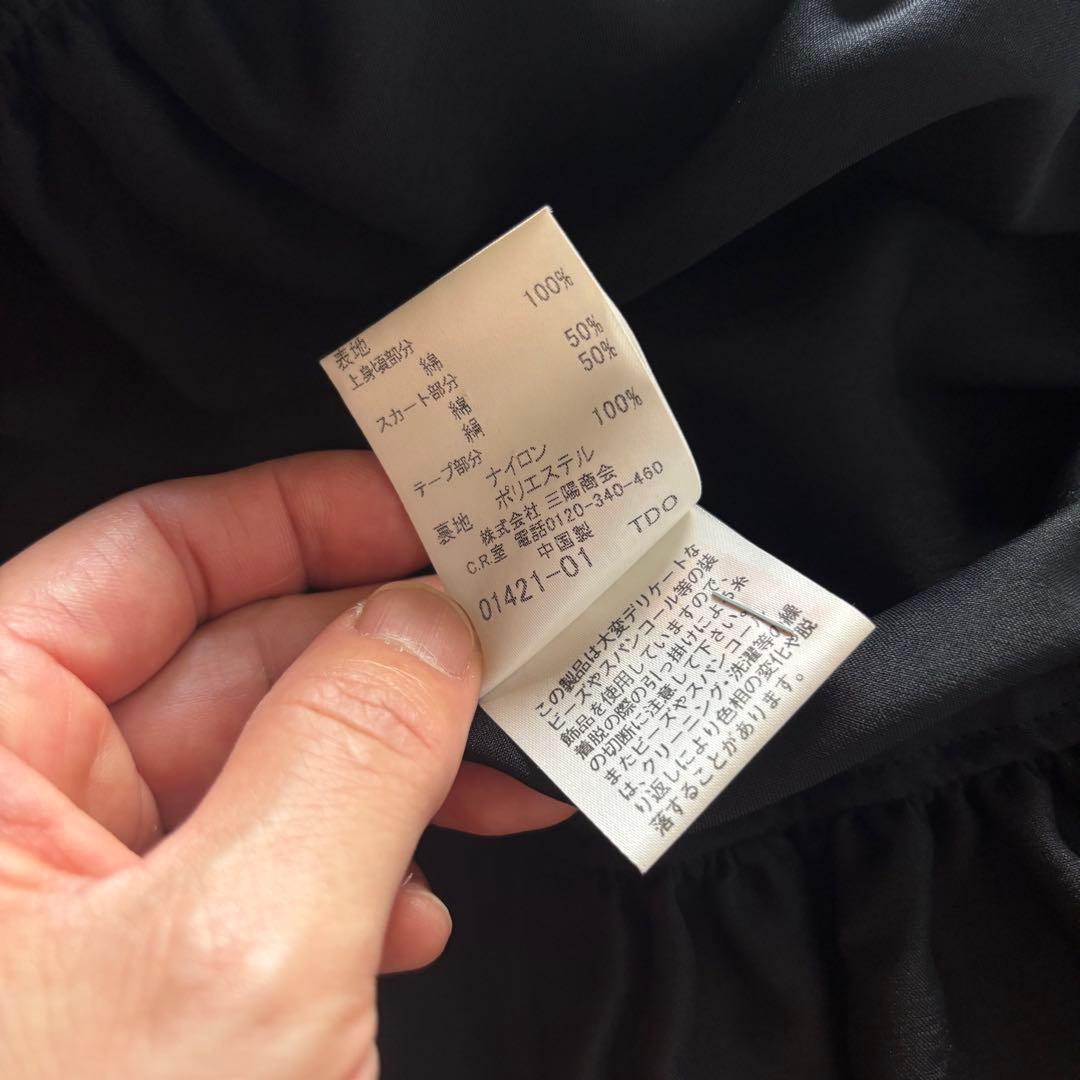 表地
上身頃部分
綿 100%
スカート部分
綿 50%
絹 50%
テープ部分
ナイロン 100%
裏地 ポリエステル
株式会社 三陽商会
C.R.室 電話0120-340-460
中国製 TDO
01421-01
この製品は大変デリケートな
ビーズやスパンコール等の装
飾品を使用していますので、
着脱の際の引っ掛けによる糸
の切断に注意して下さい。
またビーズやスパンコー
は、クリーニング、洗濯等の繰
り返しにより色相の変化や脱
落することがあります。